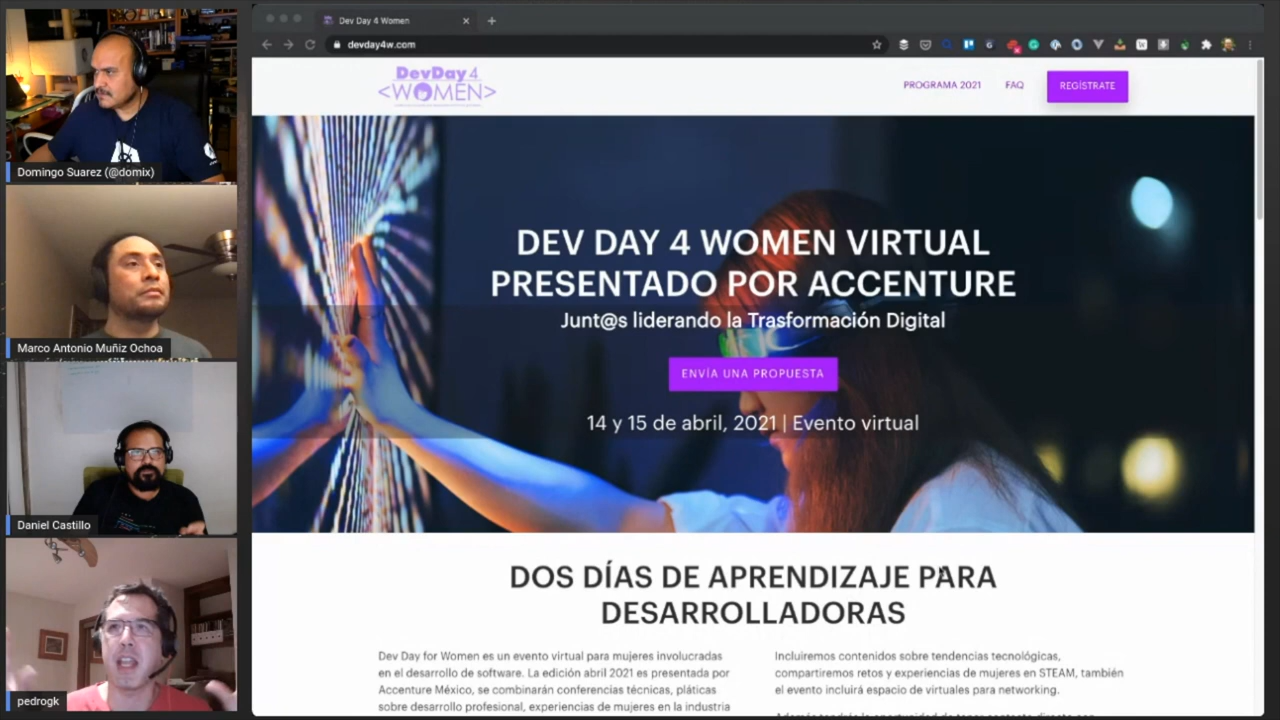 Domingo Suarez (@domix)
Marco Antonio Muñiz Ochoa
Daniel Castillo
pedrogk
Dev Day 4 Women
devday4w.com
DevDay 4
<WOMEN>
PROGRAMA 2021
FAQ
REGÍSTRATE
DEV DAY 4 WOMEN VIRTUAL
PRESENTADO POR ACCENTURE
Junt@s liderando la Trasformación Digital
ENVÍA UNA PROPUESTA
14 y 15 de abril, 2021 | Evento virtual
DOS DÍAS DE APRENDIZAJE PARA
DESARROLLADORAS
Dev Day for Women es un evento virtual para mujeres involucradas
en el desarrollo de software. La edición abril 2021 es presentada por
Accenture México, se combinarán conferencias técnicas, pláticas
sobre desarrollo profesional, experiencias de mujeres en la industria
Incluiremos contenidos sobre tendencias tecnológicas,
compartiremos retos y experiencias de mujeres en STEAM, también
el evento incluirá espacio de virtuales para networking.